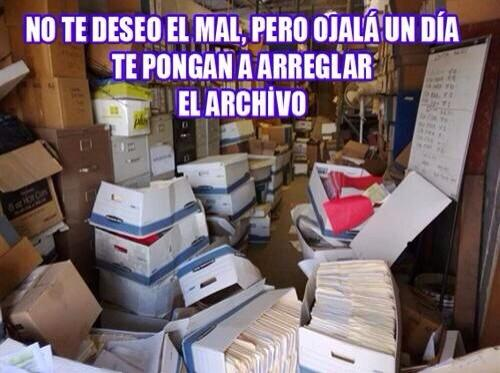 NO TE DESEO EL MAL, PERO OJALÁ UN DÍA
TE PONGAN A ARREGLAR
EL ARCHIVO